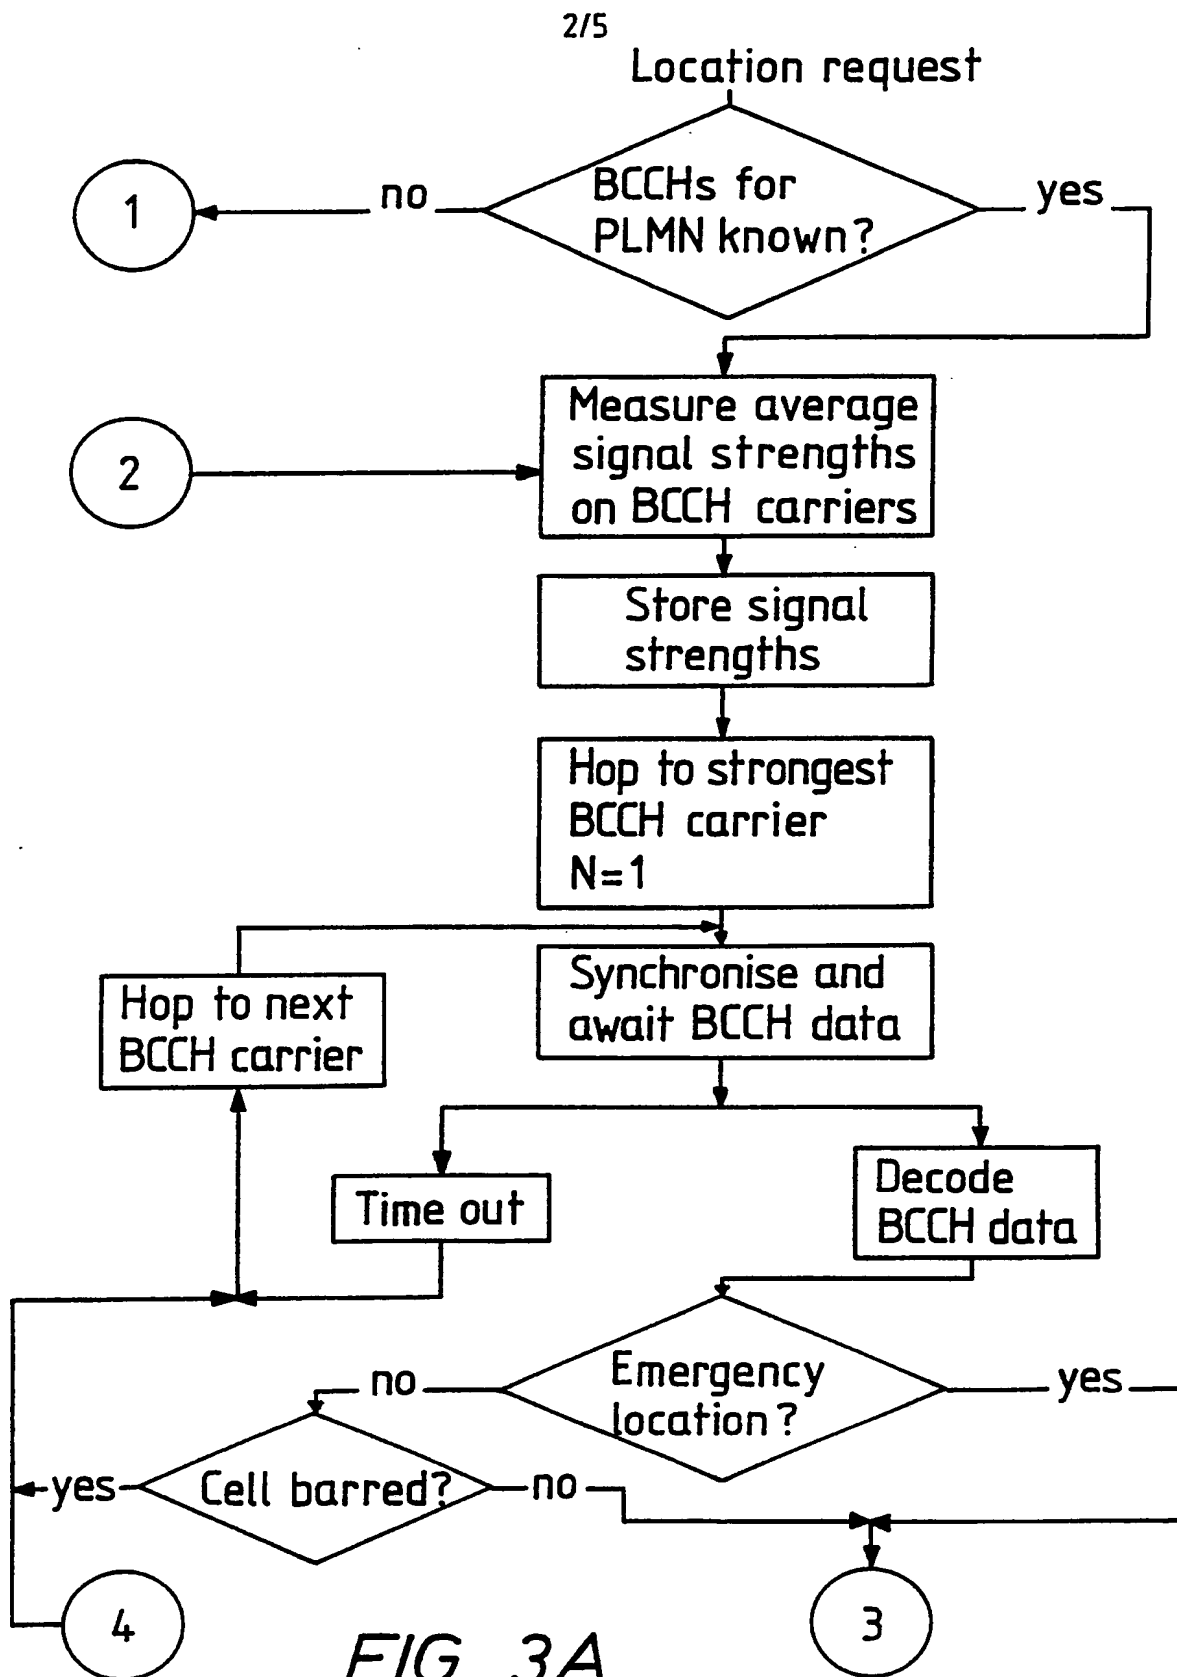 2/5
Location request
BCCHs for
PLMN known?
no
yes
1
Measure average
signal strengths
on BCCH carriers
2
Store signal
strengths
Hop to strongest
BCCH carrier
N=1
Hop to next
BCCH carrier
Synchronise and
await BCCH data
Time out
Decode
BCCH data
Emergency
location?
no
yes
Cell barred?
yes
no
4
3
FIG. 3A